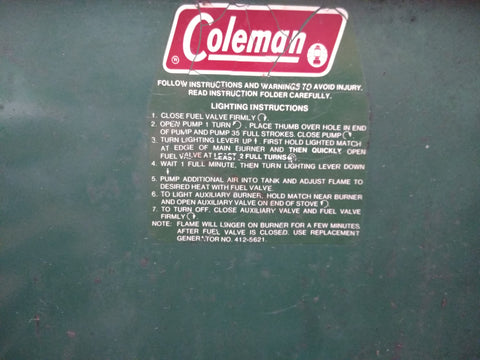 Coleman
FOLLOW INSTRUCTIONS AND WARNINGS TO AVOID INJURY.
READ INSTRUCTION FOLDER CAREFULLY.
LIGHTING INSTRUCTIONS
1. CLOSE FUEL VALVE FIRMLY
2. OPEN PUMP 1 TURN . PLACE THUMB OVER HOLE IN END
OF PUMP AND PUMP 35 FULL STROKES. CLOSE PUMP
3. TURN LIGHTING LEVER UP . FIRST HOLD LIGHTED MATCH
AT EDGE OF MAIN BURNER AND THEN QUICKLY, OPEN
FUEL VALVE AT LEAST 2 FULL TURNS
4. WAIT 1 FULL MINUTE, THEN TURN LIGHTING LEVER DOWN
5. PUMP ADDITIONAL AIR INTO TANK AND ADJUST FLAME TO
DESIRED HEAT WITH FUEL VALVE.
6. TO LIGHT AUXILIARY BURNER, HOLD MATCH NEAR BURNER
AND OPEN AUXILIARY VALVE ON END OF STOVE
7. TO TURN OFF, CLOSE AUXILIARY VALVE AND FUEL VALVE
FIRMLY
NOTE: FLAME WILL LINGER ON BURNER FOR A FEW MINUTES
AFTER FUEL VALVE IS CLOSED. USE REPLACEMENT
GENERATOR NO. 412-5621.